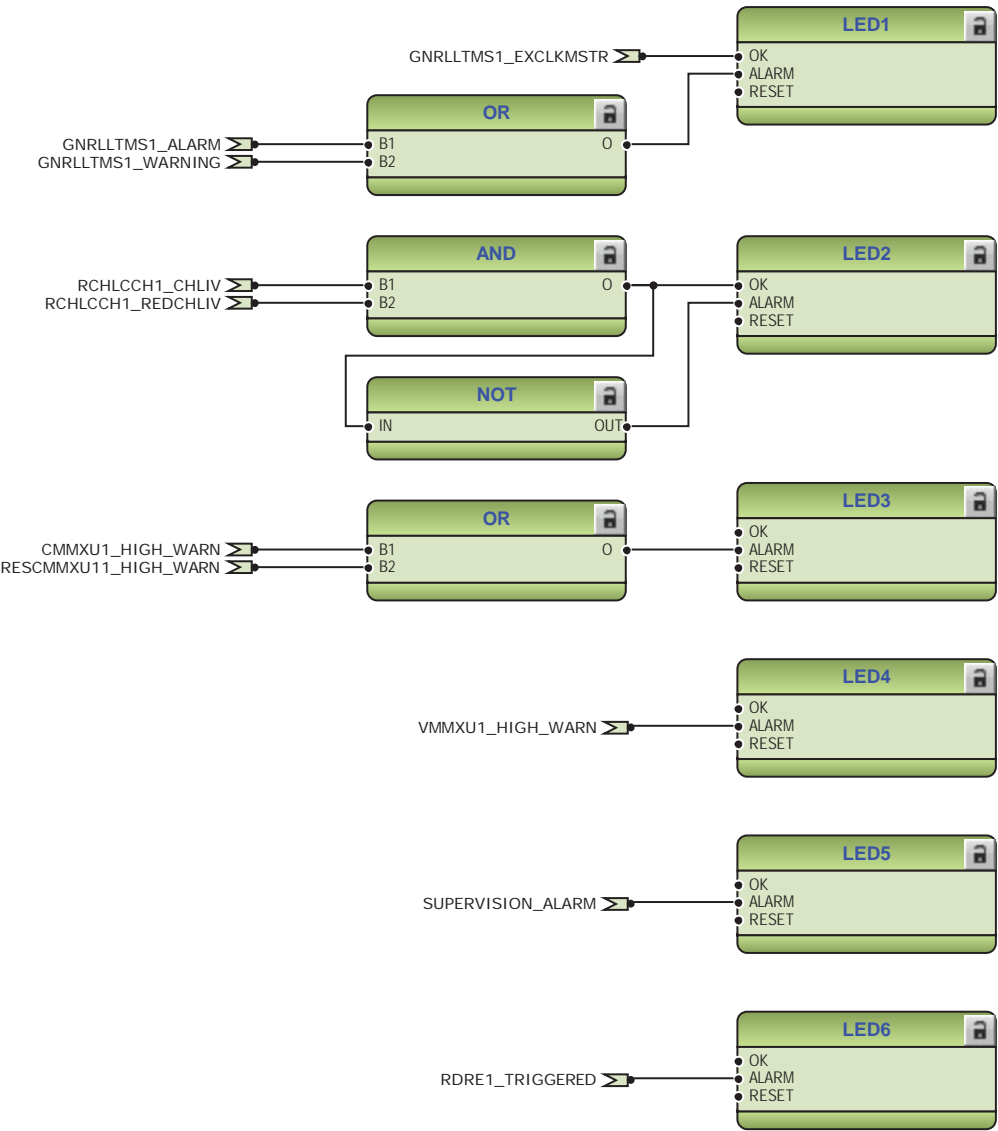 LED1
GNRLLTMS1_EXCLKMSTR
OK
ALARM
RESET
OR
GNRLLTMS1_ALARM
B1
O
GNRLLTMS1_WARNING
B2
AND
LED2
RCHLCCH1_CHLIV
B1
O
OK
RCHLCCH1_REDCHLIV
B2
ALARM
RESET
NOT
IN
OUT
LED3
OR
OK
CMMXU1_HIGH_WARN
B1
O
ALARM
RESCMMXU11_HIGH_WARN
B2
RESET
LED4
OK
VMMXU1_HIGH_WARN
ALARM
RESET
LED5
OK
SUPERVISION_ALARM
ALARM
RESET
LED6
OK
RDRE1_TRIGGERED
ALARM
RESET